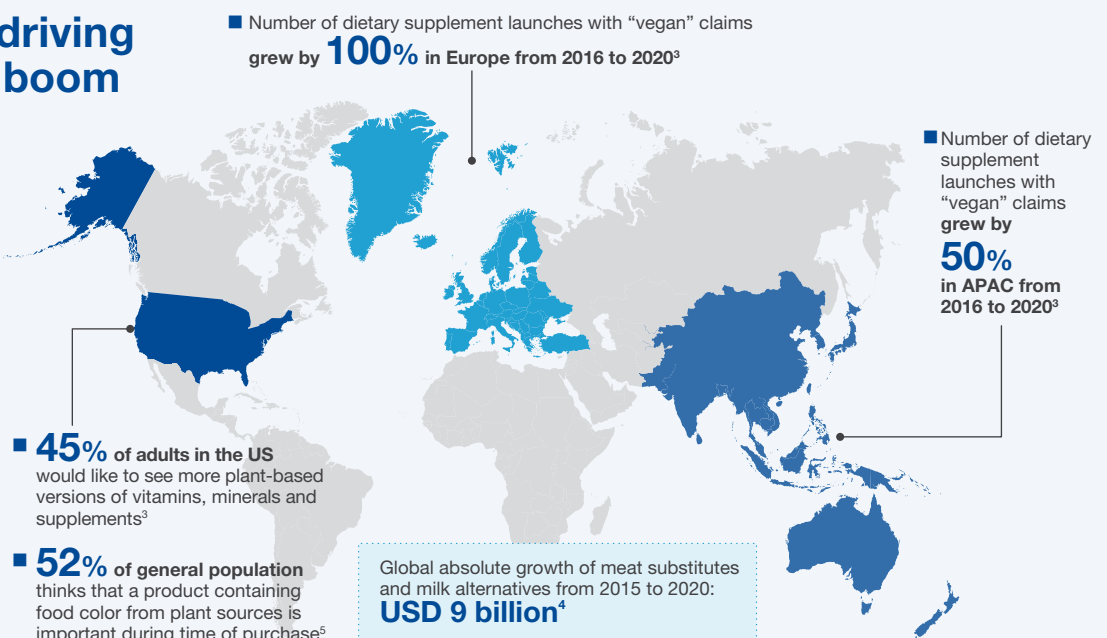 driving
boom
Number of dietary supplement launches with “vegan” claims
grew by 100% in Europe from 2016 to 2020³
Number of dietary
supplement
launches with
“vegan” claims
grew by
50%
in APAC from
2016 to 2020³
45% of adults in the US
would like to see more plant-based
versions of vitamins, minerals and
supplements³
52% of general population
thinks that a product containing
food color from plant sources is
important during time of purchase⁵
Global absolute growth of meat substitutes
and milk alternatives from 2015 to 2020:
USD 9 billion⁴